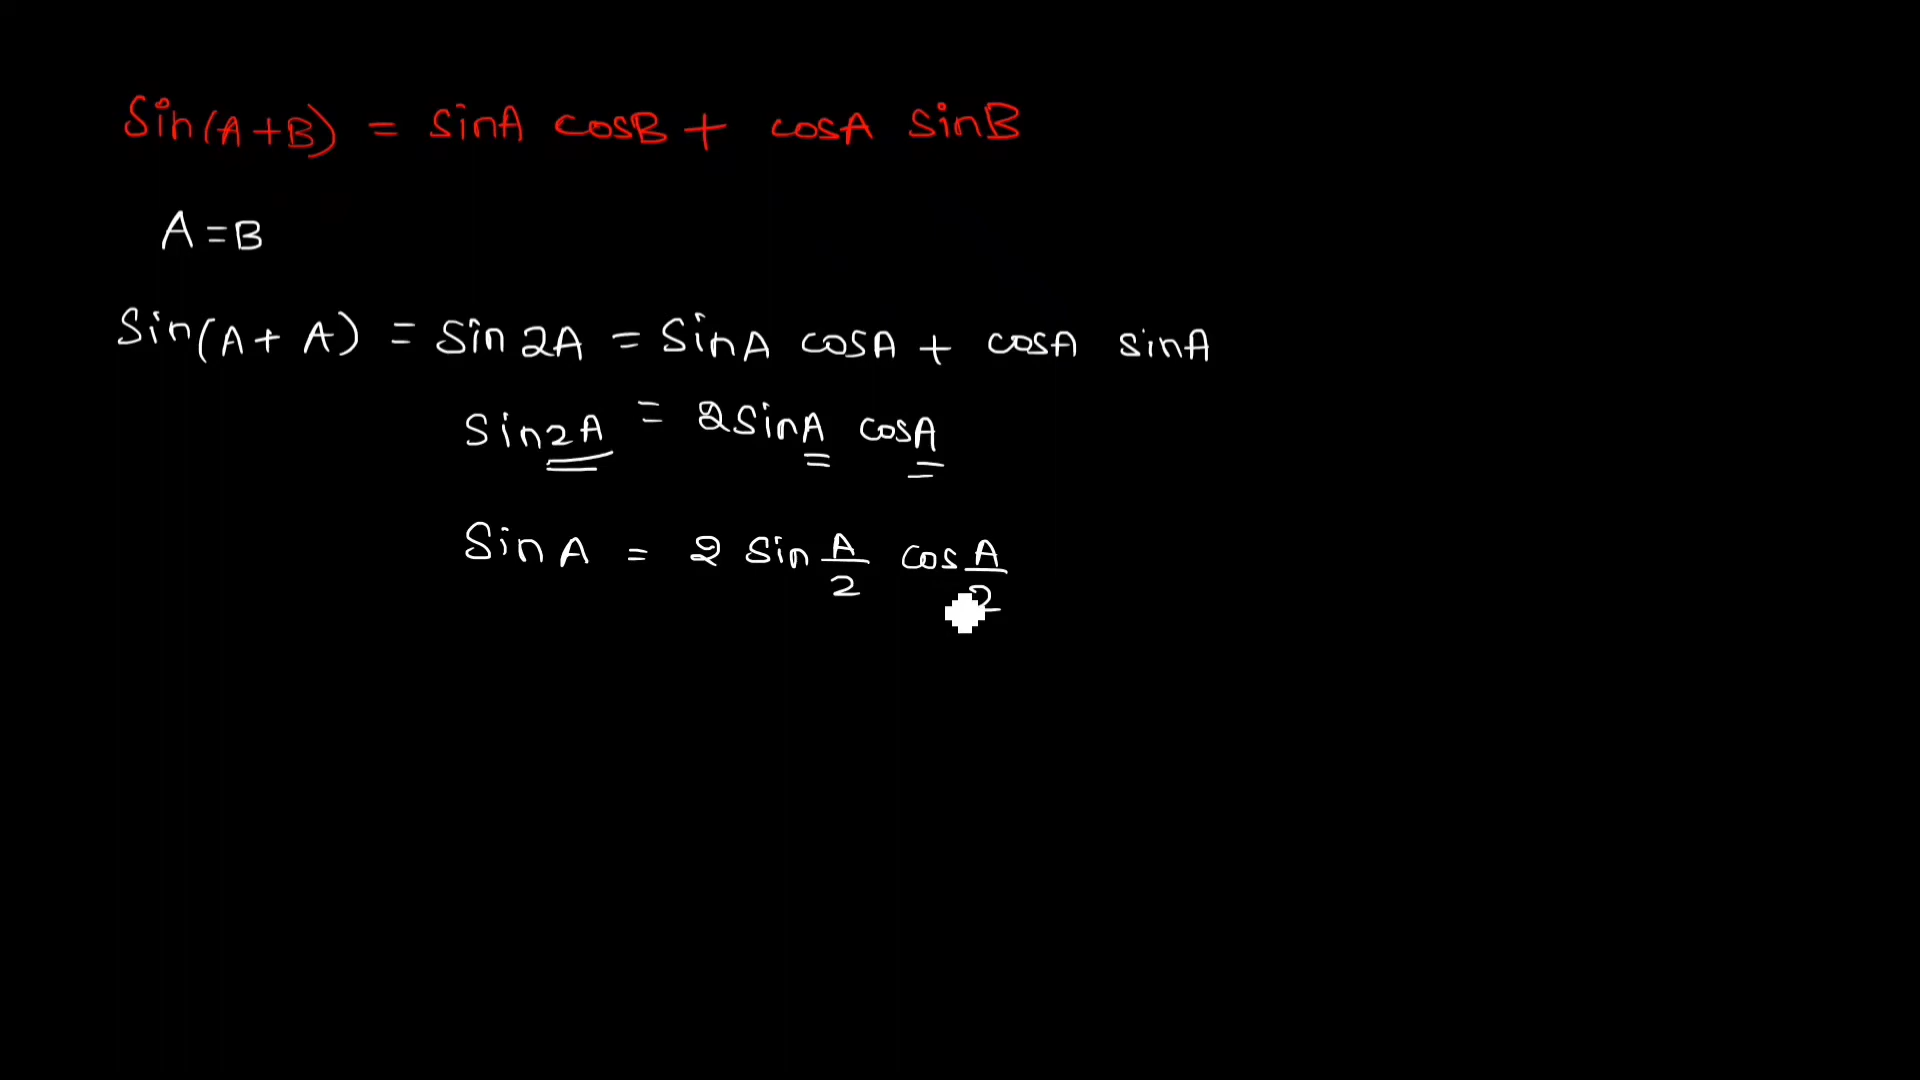 Sin(A+B) = sinA cosB + cosA sinB
A=B
Sin(A+A) = Sin2A = SinA cosA + cosA sinA
Sin2A = 2SinA cosA
SinA = 2 Sin A/2 cos A/2